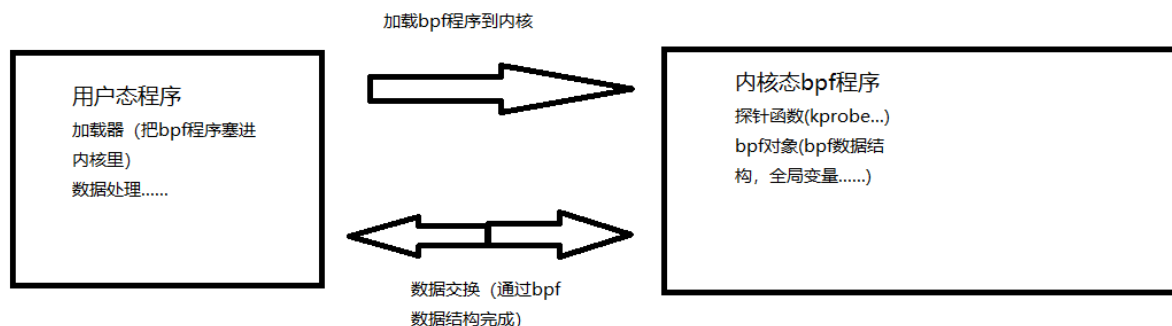 加载bpf程序到内核
用户态程序
加载器（把bpf程序塞进
内核里）
数据处理......
内核态bpf程序
探针函数(kprobe...)
bpf对象(bpf数据结
构，全局变量......)
数据交换（通过bpf
数据结构完成）